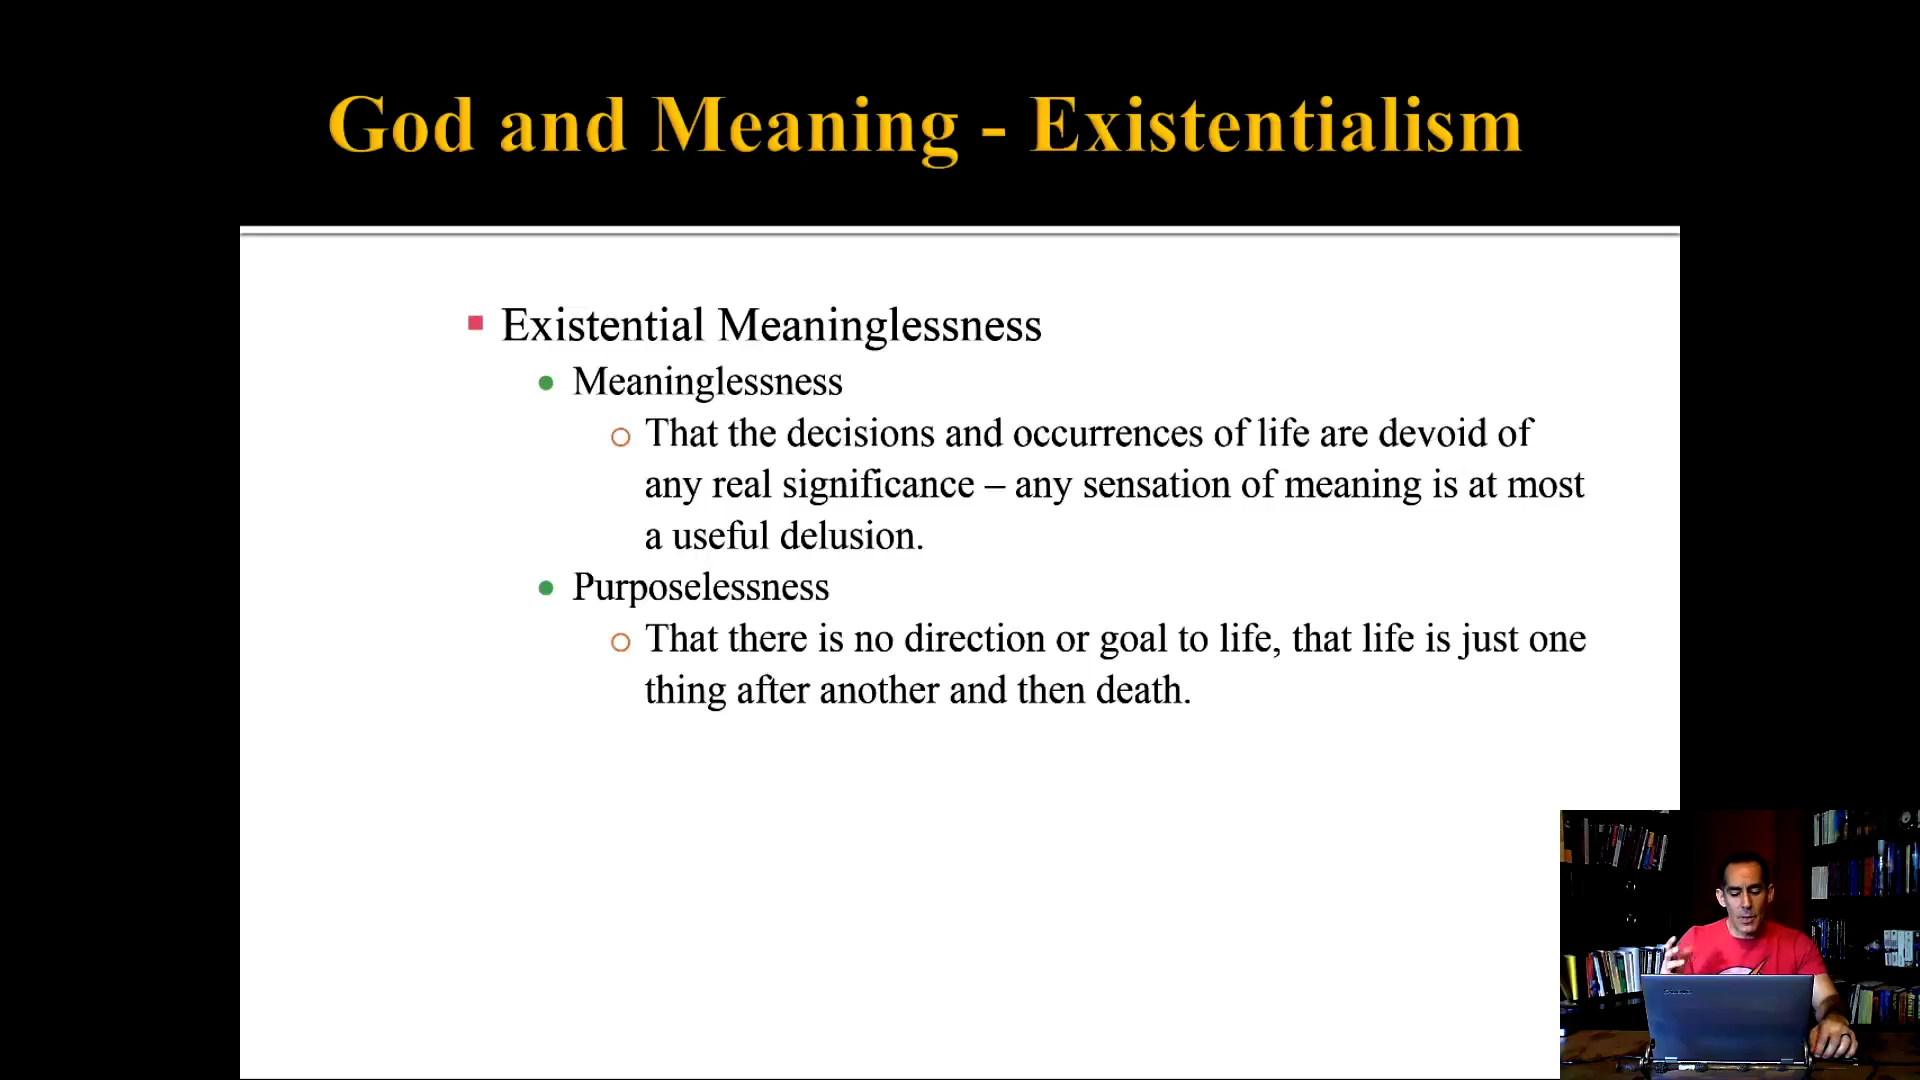 God and Meaning - Existentialism
Existential Meaninglessness
Meaninglessness
That the decisions and occurrences of life are devoid of
any real significance – any sensation of meaning is at most
a useful delusion.
Purposelessness
That there is no direction or goal to life, that life is just one
thing after another and then death.